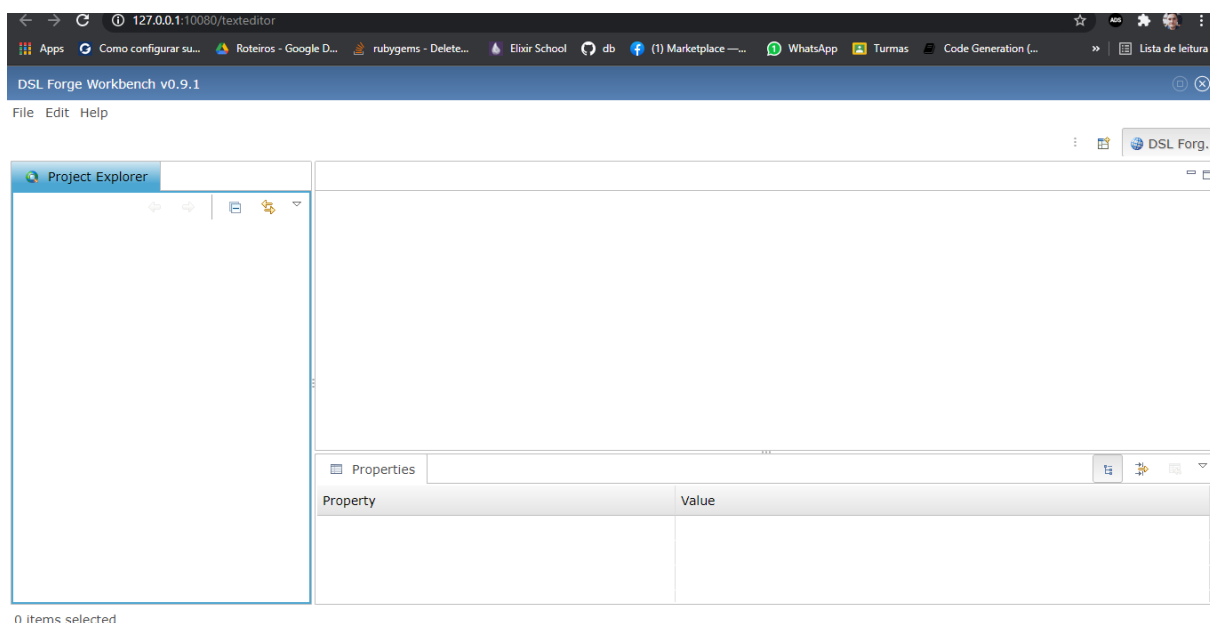 127.0.0.1:10080/texteditor ADS
Apps Como configurar su... Roteiros - Google D... rubygems - Delete... Elixir School db (1) Marketplace —... 1 WhatsApp Turmas Code Generation (... » Lista de leitura
DSL Forge Workbench v0.9.1
File Edit Help
DSL Forg.
Project Explorer
Properties
Property Value
0 items selected